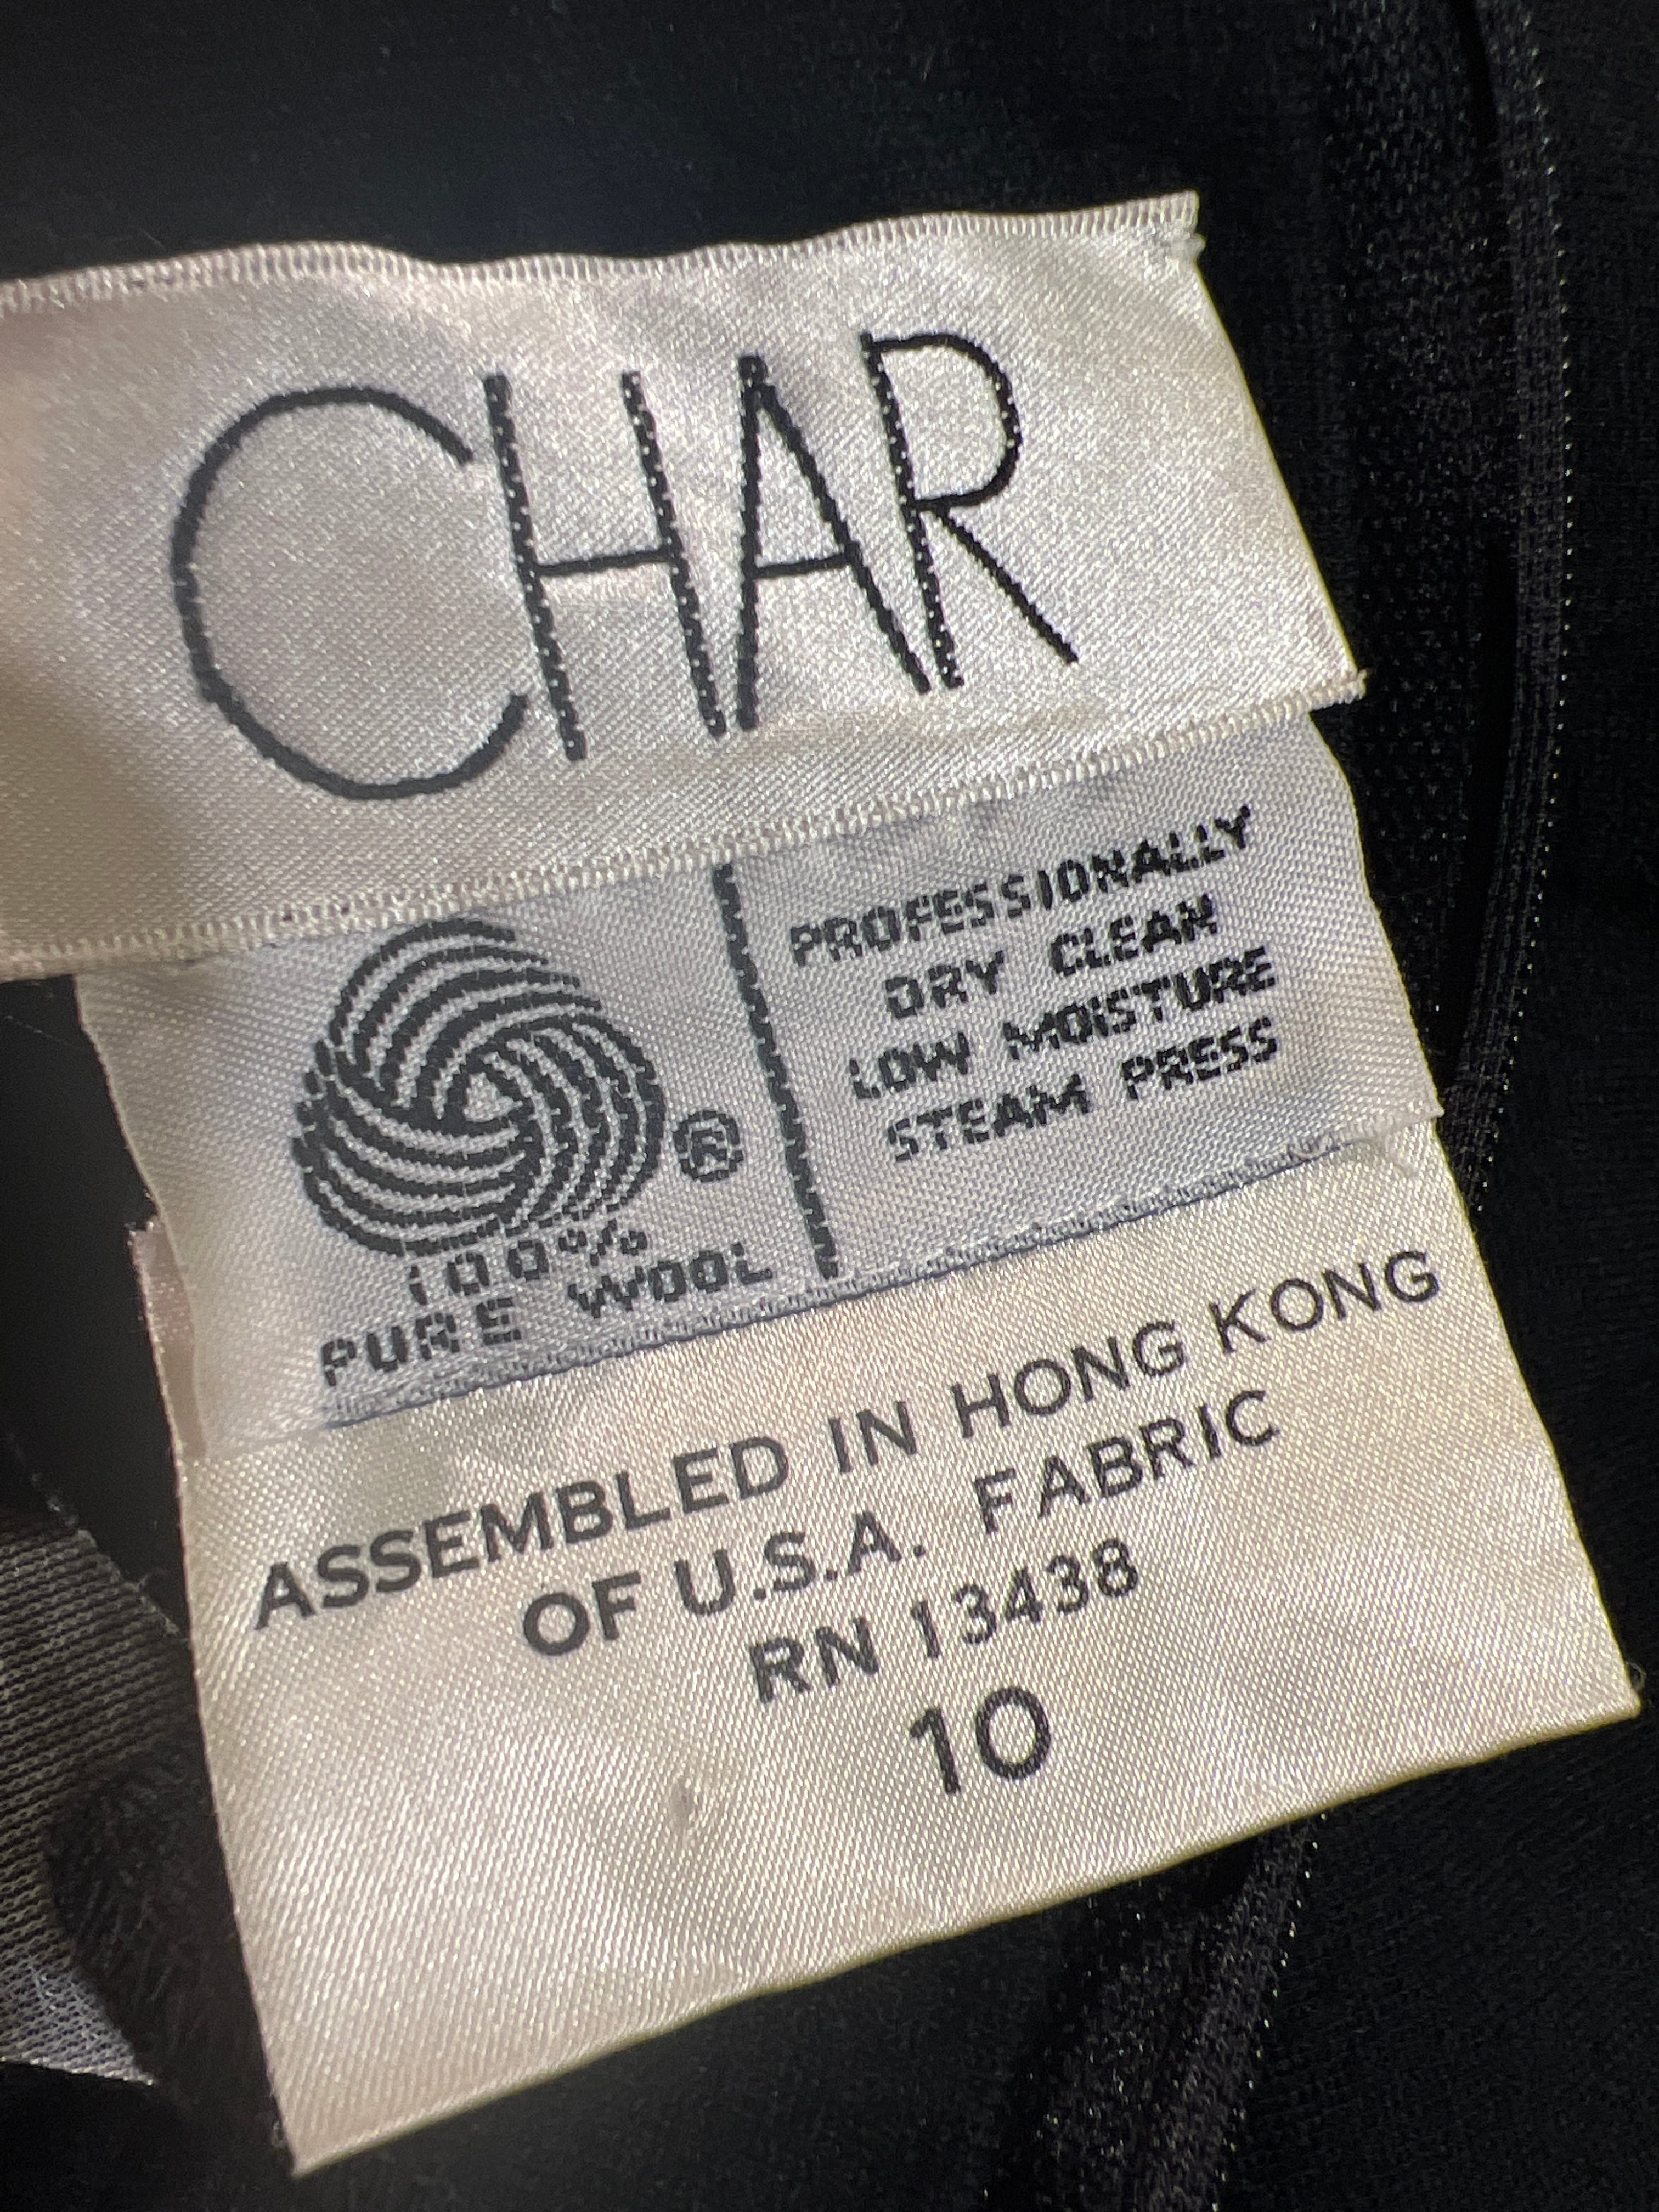 CHAR
PROFESSIONALLY
DRY CLEAN
LOW MOISTURE
STEAM PRESS
®
100%
PURE WOOL
ASSEMBLED IN HONG KONG
OF U.S.A. FABRIC
RN 13438
10